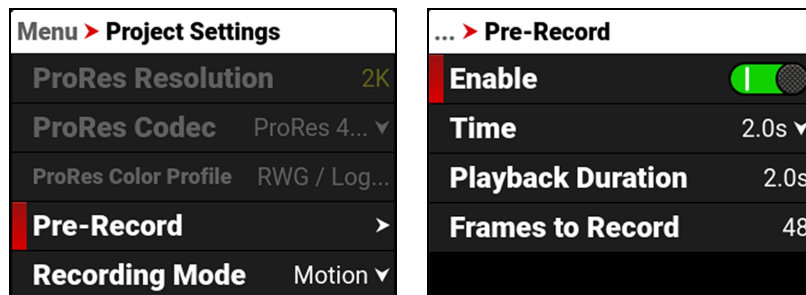 Menu ➤ Project Settings
ProRes Resolution 2K
ProRes Codec ProRes 4...
ProRes Color Profile RWG / Log...
Pre-Record
Recording Mode Motion
... ➤ Pre-Record
Enable
Time 2.0s
Playback Duration 2.0s
Frames to Record 48